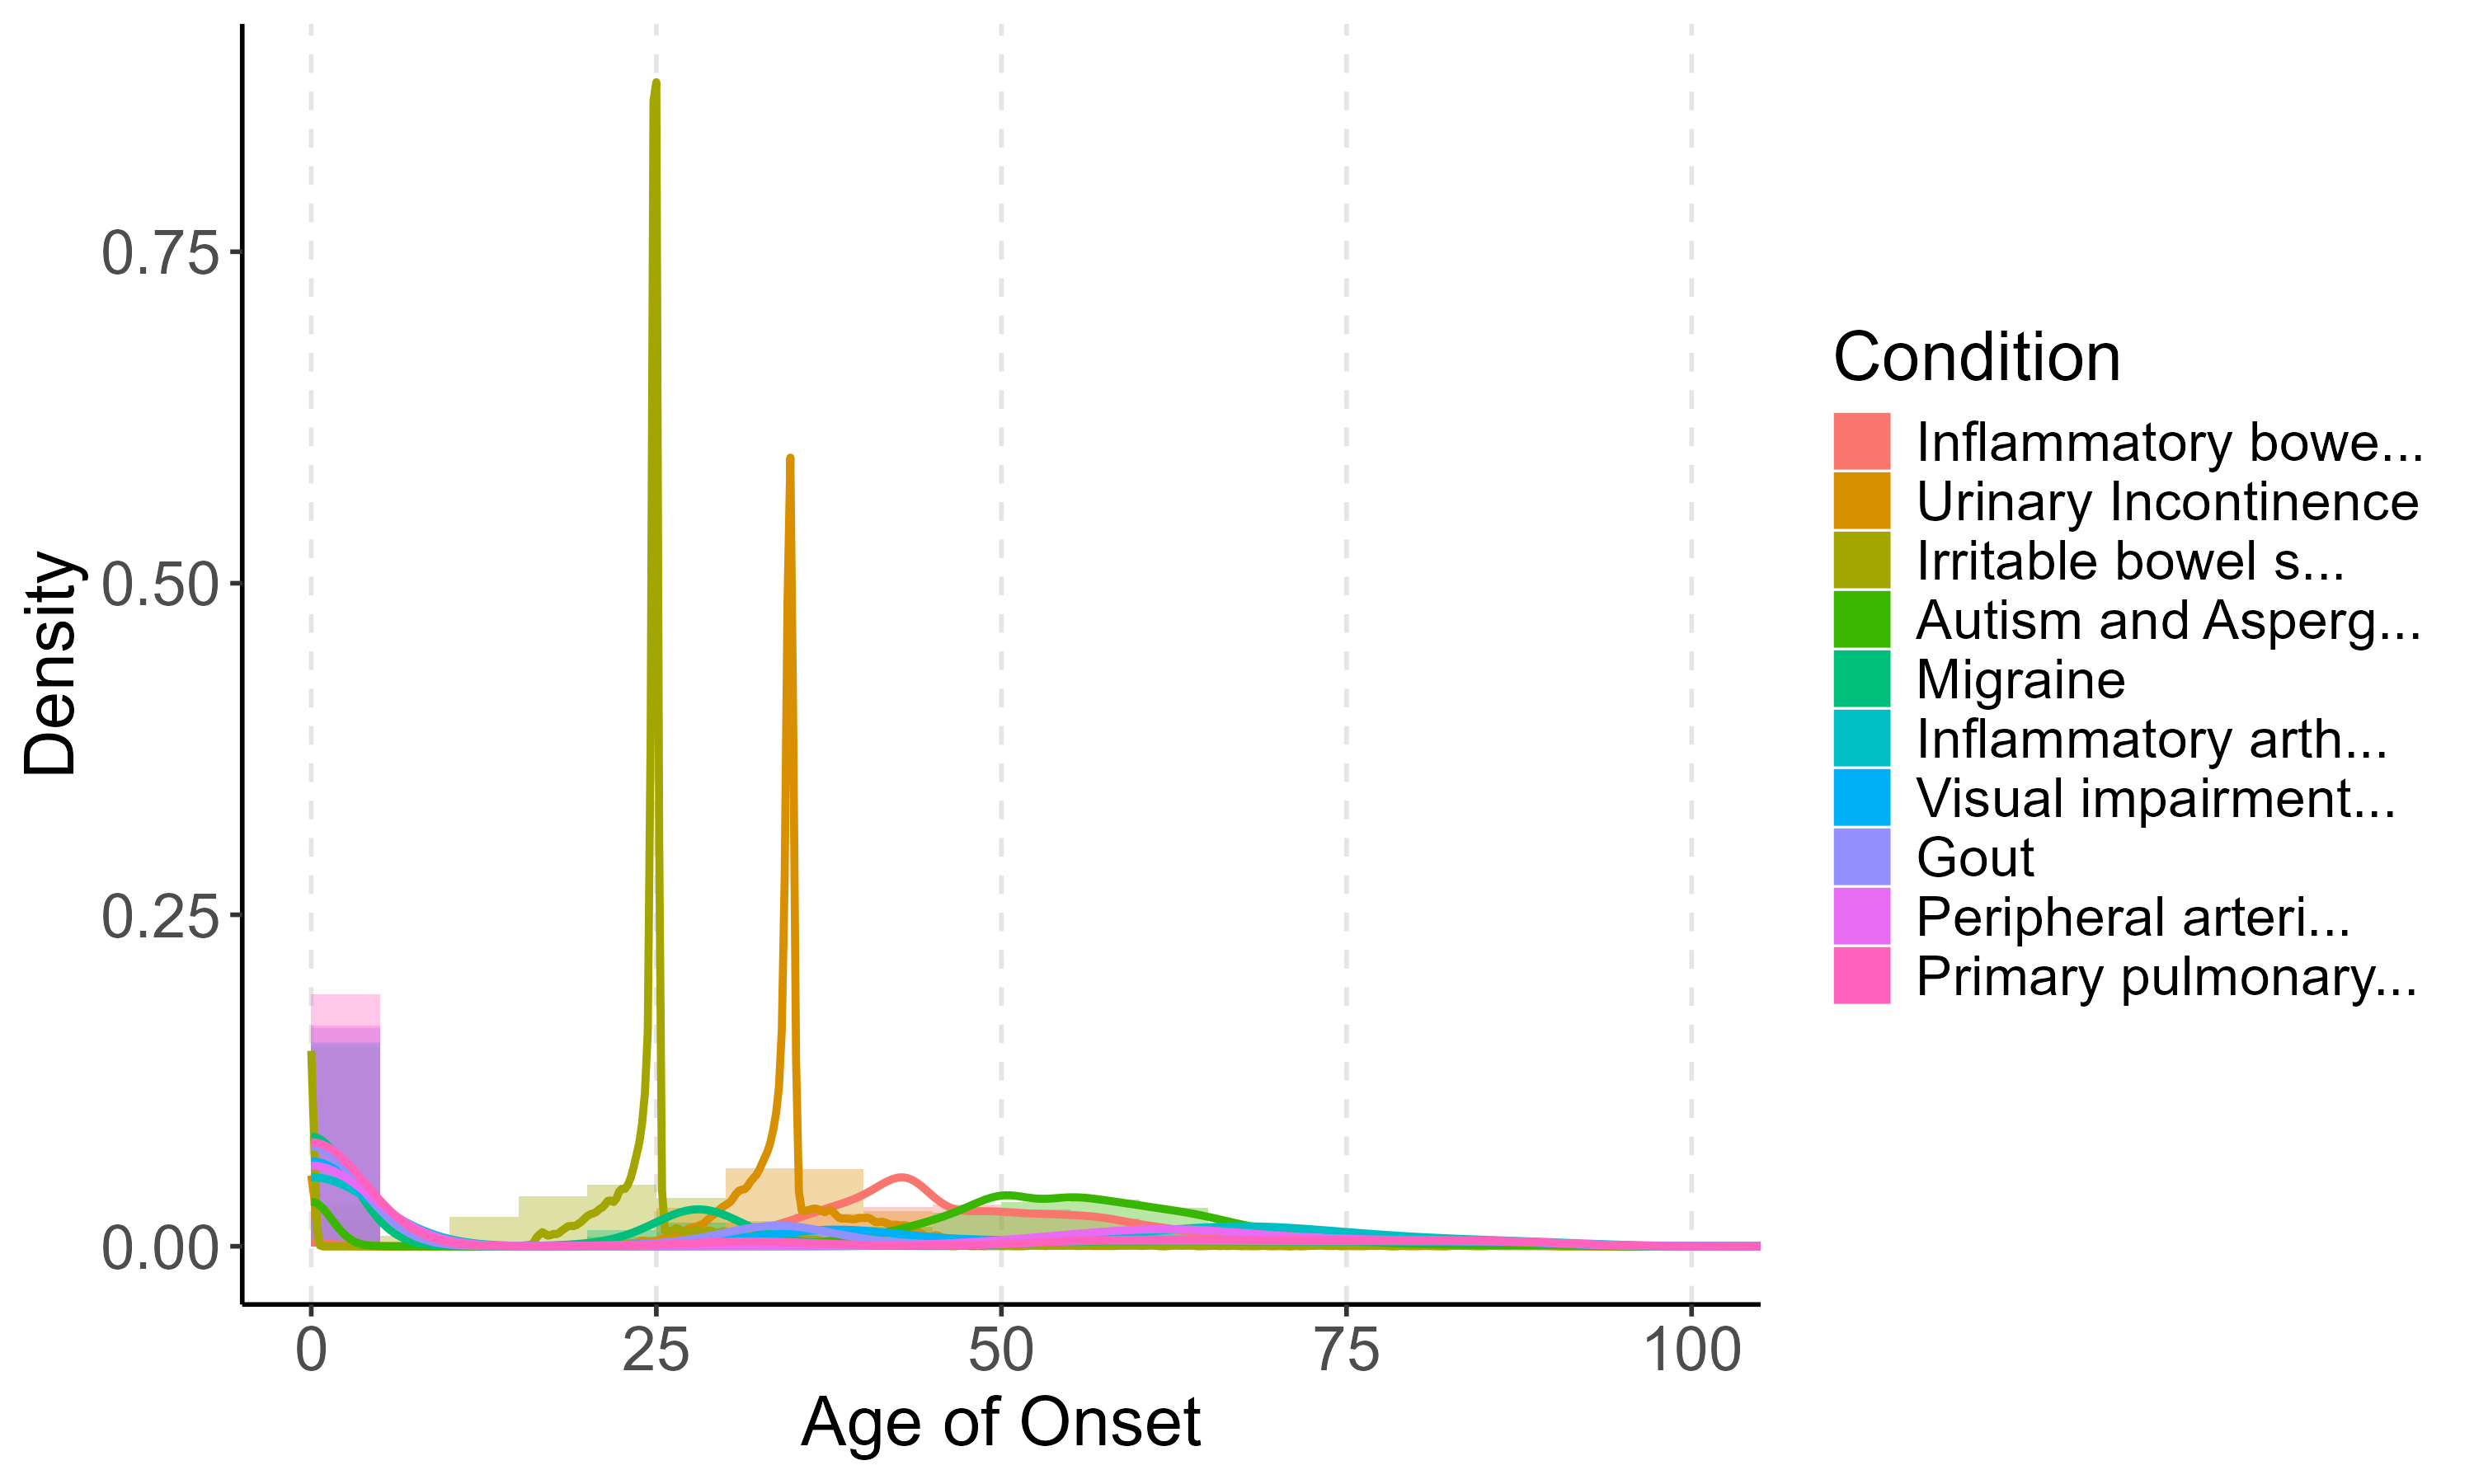 0.75
0.50
0.25
0.00
Density
0
25
50
75
100
Age of Onset
Condition
Inflammatory bowe...
Urinary Incontinence
Irritable bowel s...
Autism and Asperg...
Migraine
Inflammatory arth...
Visual impairment...
Gout
Peripheral arteri...
Primary pulmonary...